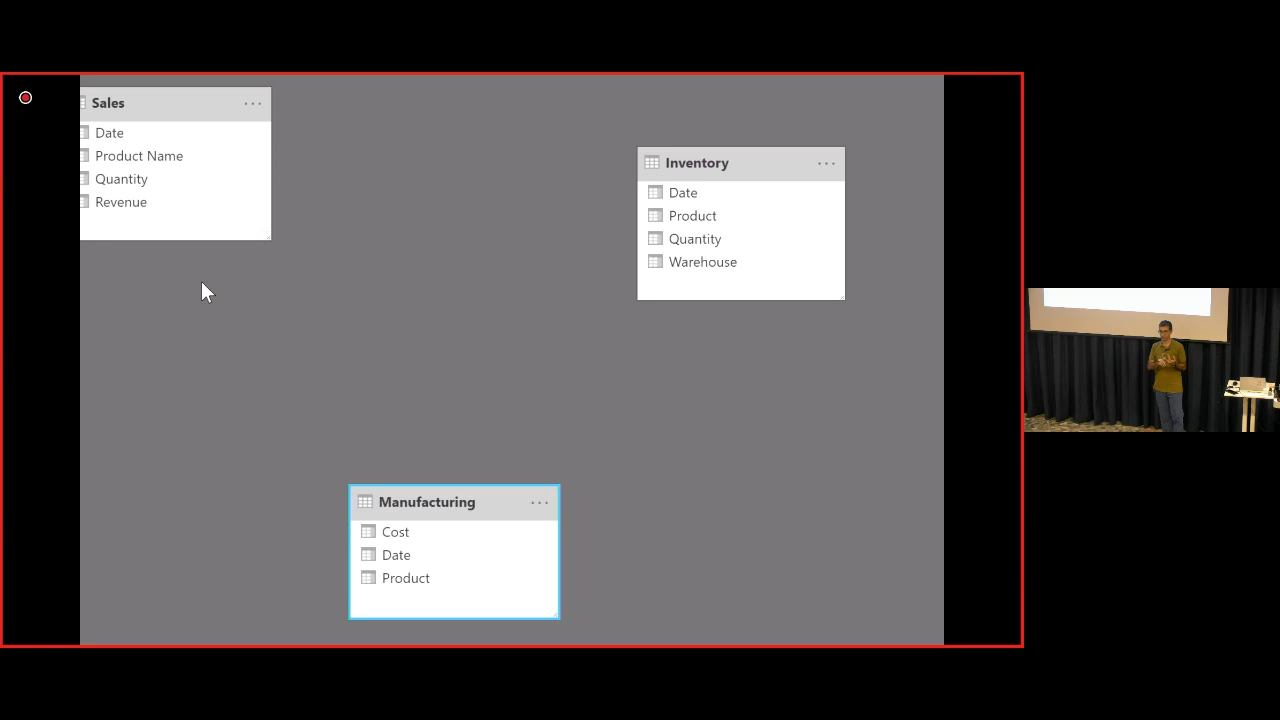 Sales
Date
Product Name
Quantity
Revenue
Inventory
Date
Product
Quantity
Warehouse
Manufacturing
Cost
Date
Product